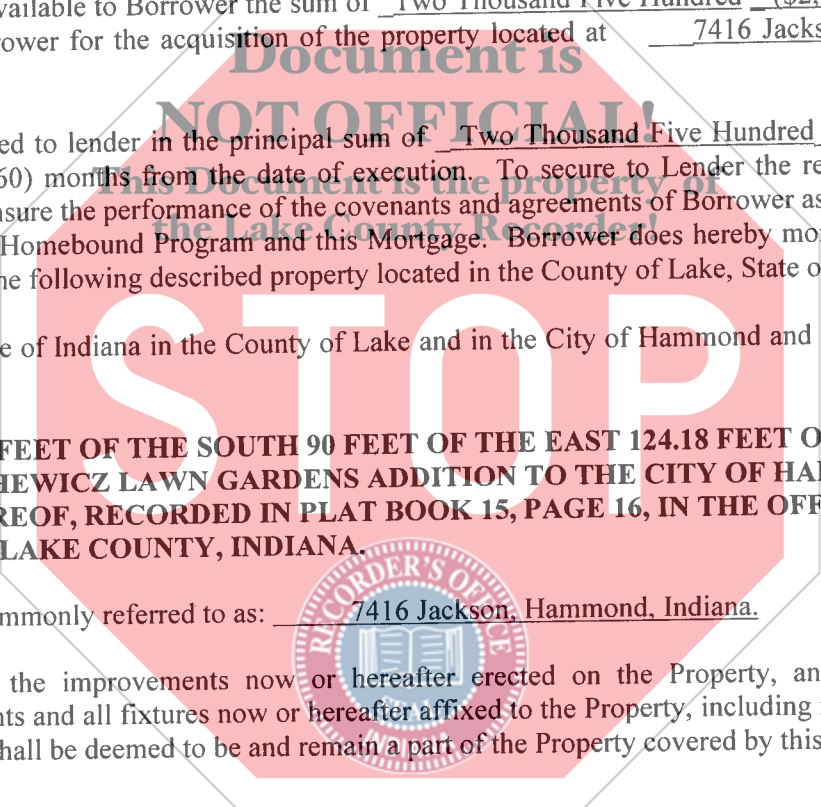 vailable to Borrower the sum of Two Thousand Five Hundred ($2,
rower for the acquisition of the property located at 7416 Jacks
Document is
NOT OFFICIAL!
ed to lender in the principal sum of Two Thousand Five Hundred
60) months from the date of execution. To secure to Lender the re
This Document is the property of
nsure the performance of the covenants and agreements of Borrower as
the Lake County Recorder!
Homebound Program and this Mortgage. Borrower does hereby mor
ne following described property located in the County of Lake, State o
STOP
e of Indiana in the County of Lake and in the City of Hammond and
FEET OF THE SOUTH 90 FEET OF THE EAST 124.18 FEET O
HEWICZ LAWN GARDENS ADDITION TO THE CITY OF HA
REOF, RECORDED IN PLAT BOOK 15, PAGE 16, IN THE OFF
LAKE COUNTY, INDIANA.
RECORDER'S OFFICE
mmonly referred to as: 7416 Jackson, Hammond, Indiana.
the improvements now or hereafter erected on the Property, an
nts and all fixtures now or hereafter affixed to the Property, including
hall be deemed to be and remain a part of the Property covered by this
SEAL
INDIANA